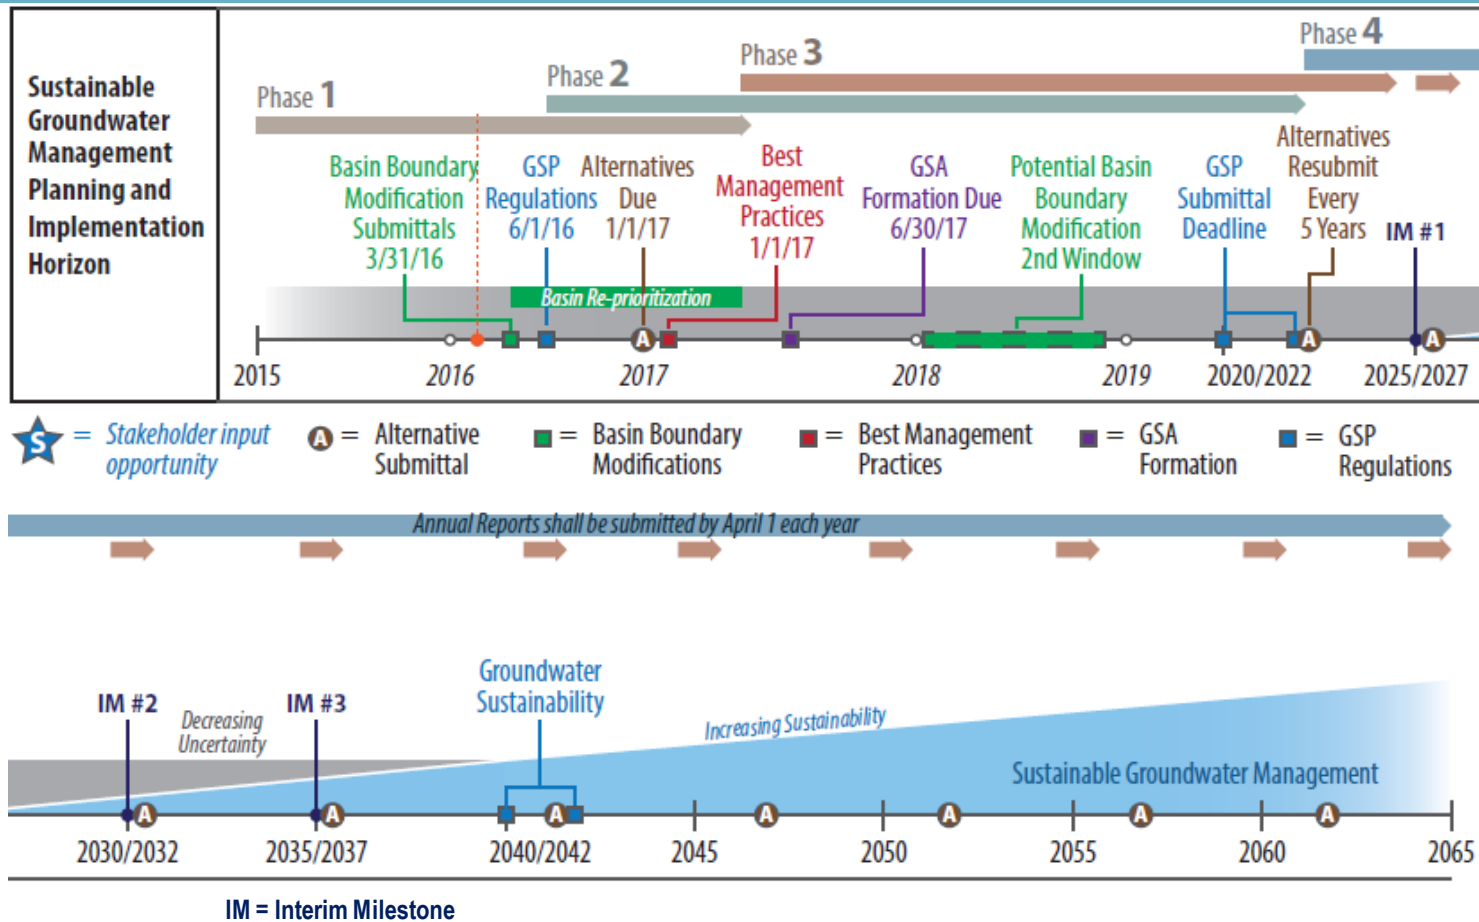 Sustainable
Groundwater
Management
Planning and
Implementation
Horizon
Phase 1
Phase 2
Phase 3
Phase 4
Basin Boundary
Modification
Submittals
3/31/16
GSP
Regulations
6/1/16
Alternatives
Due
1/1/17
Best
Management
Practices
1/1/17
GSA
Formation Due
6/30/17
Potential Basin
Boundary
Modification
2nd Window
GSP
Submittal
Deadline
Alternatives
Resubmit
Every
5 Years
IM #1
Basin Re-prioritization
A
A
A
2015
2016
2017
2018
2019
2020/2022
2025/2027
S = Stakeholder input
opportunity
A = Alternative
Submittal
= Basin Boundary
Modifications
= Best Management
Practices
= GSA
Formation
= GSP
Regulations
Annual Reports shall be submitted by April 1 each year
IM #2
Decreasing
Uncertainty
IM #3
Groundwater
Sustainability
Increasing Sustainability
Sustainable Groundwater Management
A
A
A
A
A
A
A
2030/2032
2035/2037
2040/2042
2045
2050
2055
2060
2065
IM = Interim Milestone